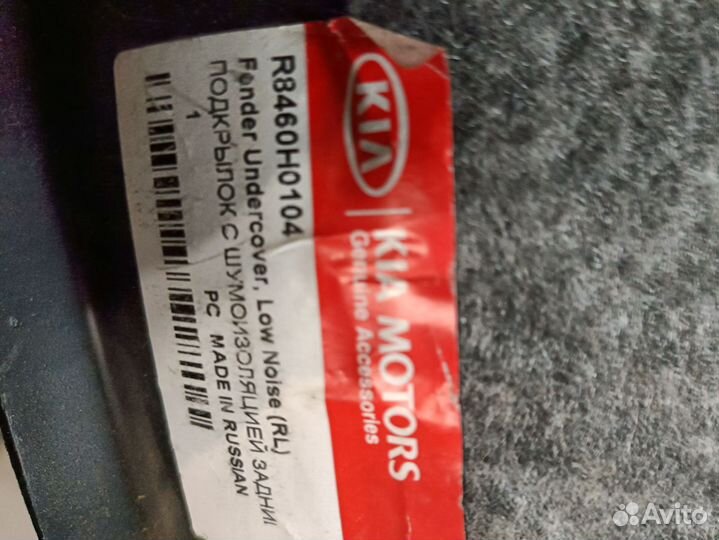 KIA
KIA MOTORS
Genuine Accessories
R8460H0104
Fender Undercover, Low Noise (RL)
ПОДКРЫЛОК С ШУМОИЗОЛЯЦИЕЙ ЗАДНИ
1 PC MADE IN RUSSIAN
Avito